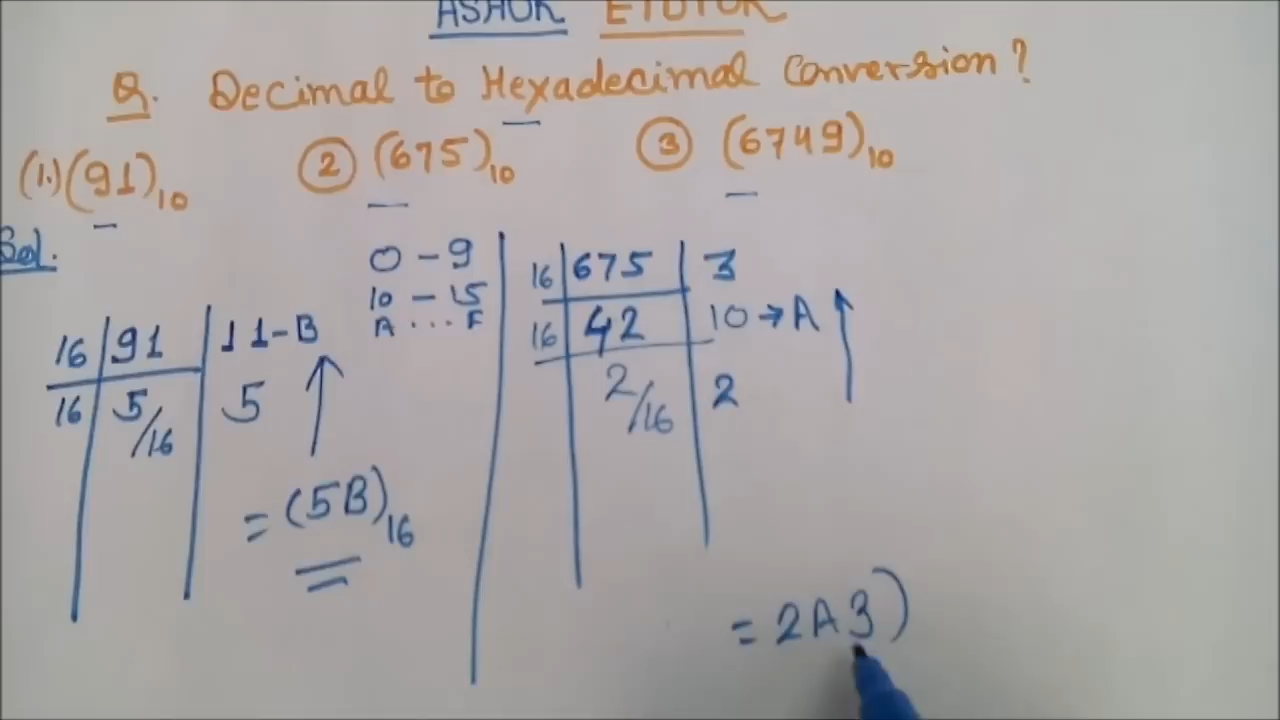 ASHOK ETUTOR
Q. Decimal to Hexadecimal Conversion?
(1.) (91)10
2 (675)10
3 (6749)10
Sol.
16 91 11-B
16 5/16 5
= (5B)16
0 - 9
10 - 15
A ... F
16 675 3
16 42 10→A
2/16 2
= 2A3)